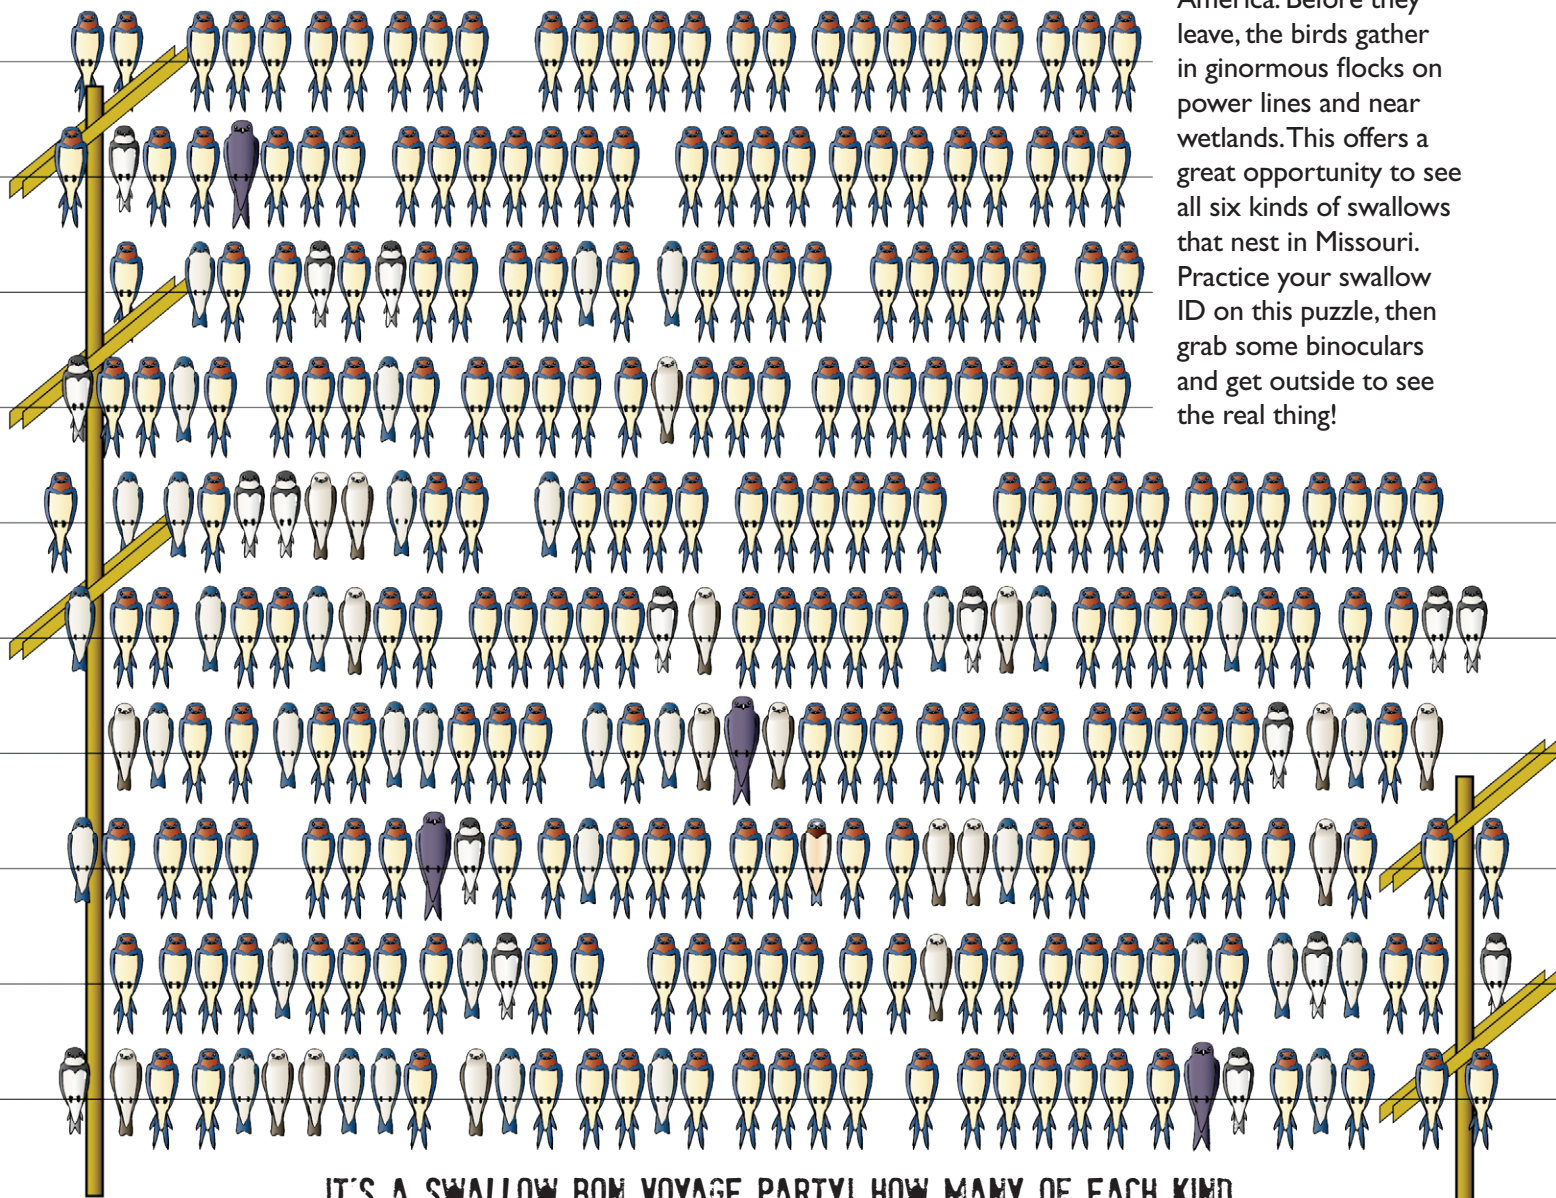 America. Before they
leave, the birds gather
in ginormous flocks on
power lines and near
wetlands. This offers a
great opportunity to see
all six kinds of swallows
that nest in Missouri.
Practice your swallow
ID on this puzzle, then
grab some binoculars
and get outside to see
the real thing!
IT'S A SWALLOW BON VOYAGE PARTY! HOW MANY OF EACH KIND